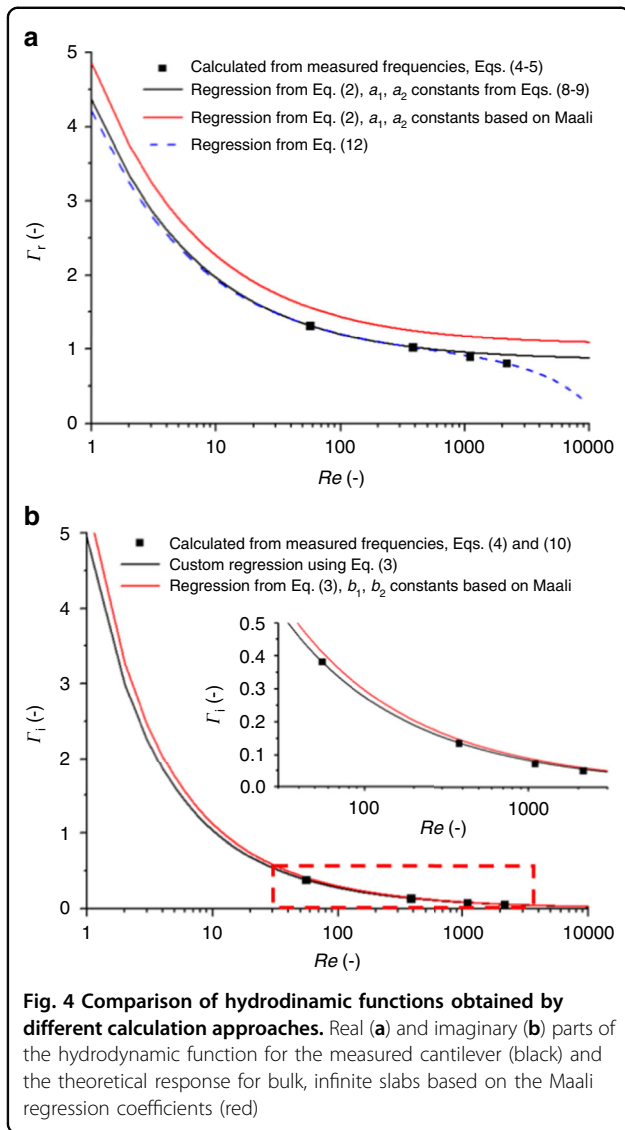 a
5
4
3
2
1
0
Γr (-)
Calculated from measured frequencies, Eqs. (4-5)
Regression from Eq. (2), a1, a2 constants from Eqs. (8-9)
Regression from Eq. (2), a1, a2 constants based on Maali
Regression from Eq. (12)
1
10
100
1000
10000
Re (-)
b
5
4
3
2
1
0
Γi (-)
Calculated from measured frequencies, Eqs. (4) and (10)
Custom regression using Eq. (3)
Regression from Eq. (3), b1, b2 constants based on Maali
0.5
0.4
0.3
0.2
0.1
0.0
Γi (-)
100
1000
Re (-)
1
10
100
1000
10000
Re (-)
Fig. 4 Comparison of hydrodinamic functions obtained by
different calculation approaches. Real (a) and imaginary (b) parts of
the hydrodynamic function for the measured cantilever (black) and
the theoretical response for bulk, infinite slabs based on the Maali
regression coefficients (red)